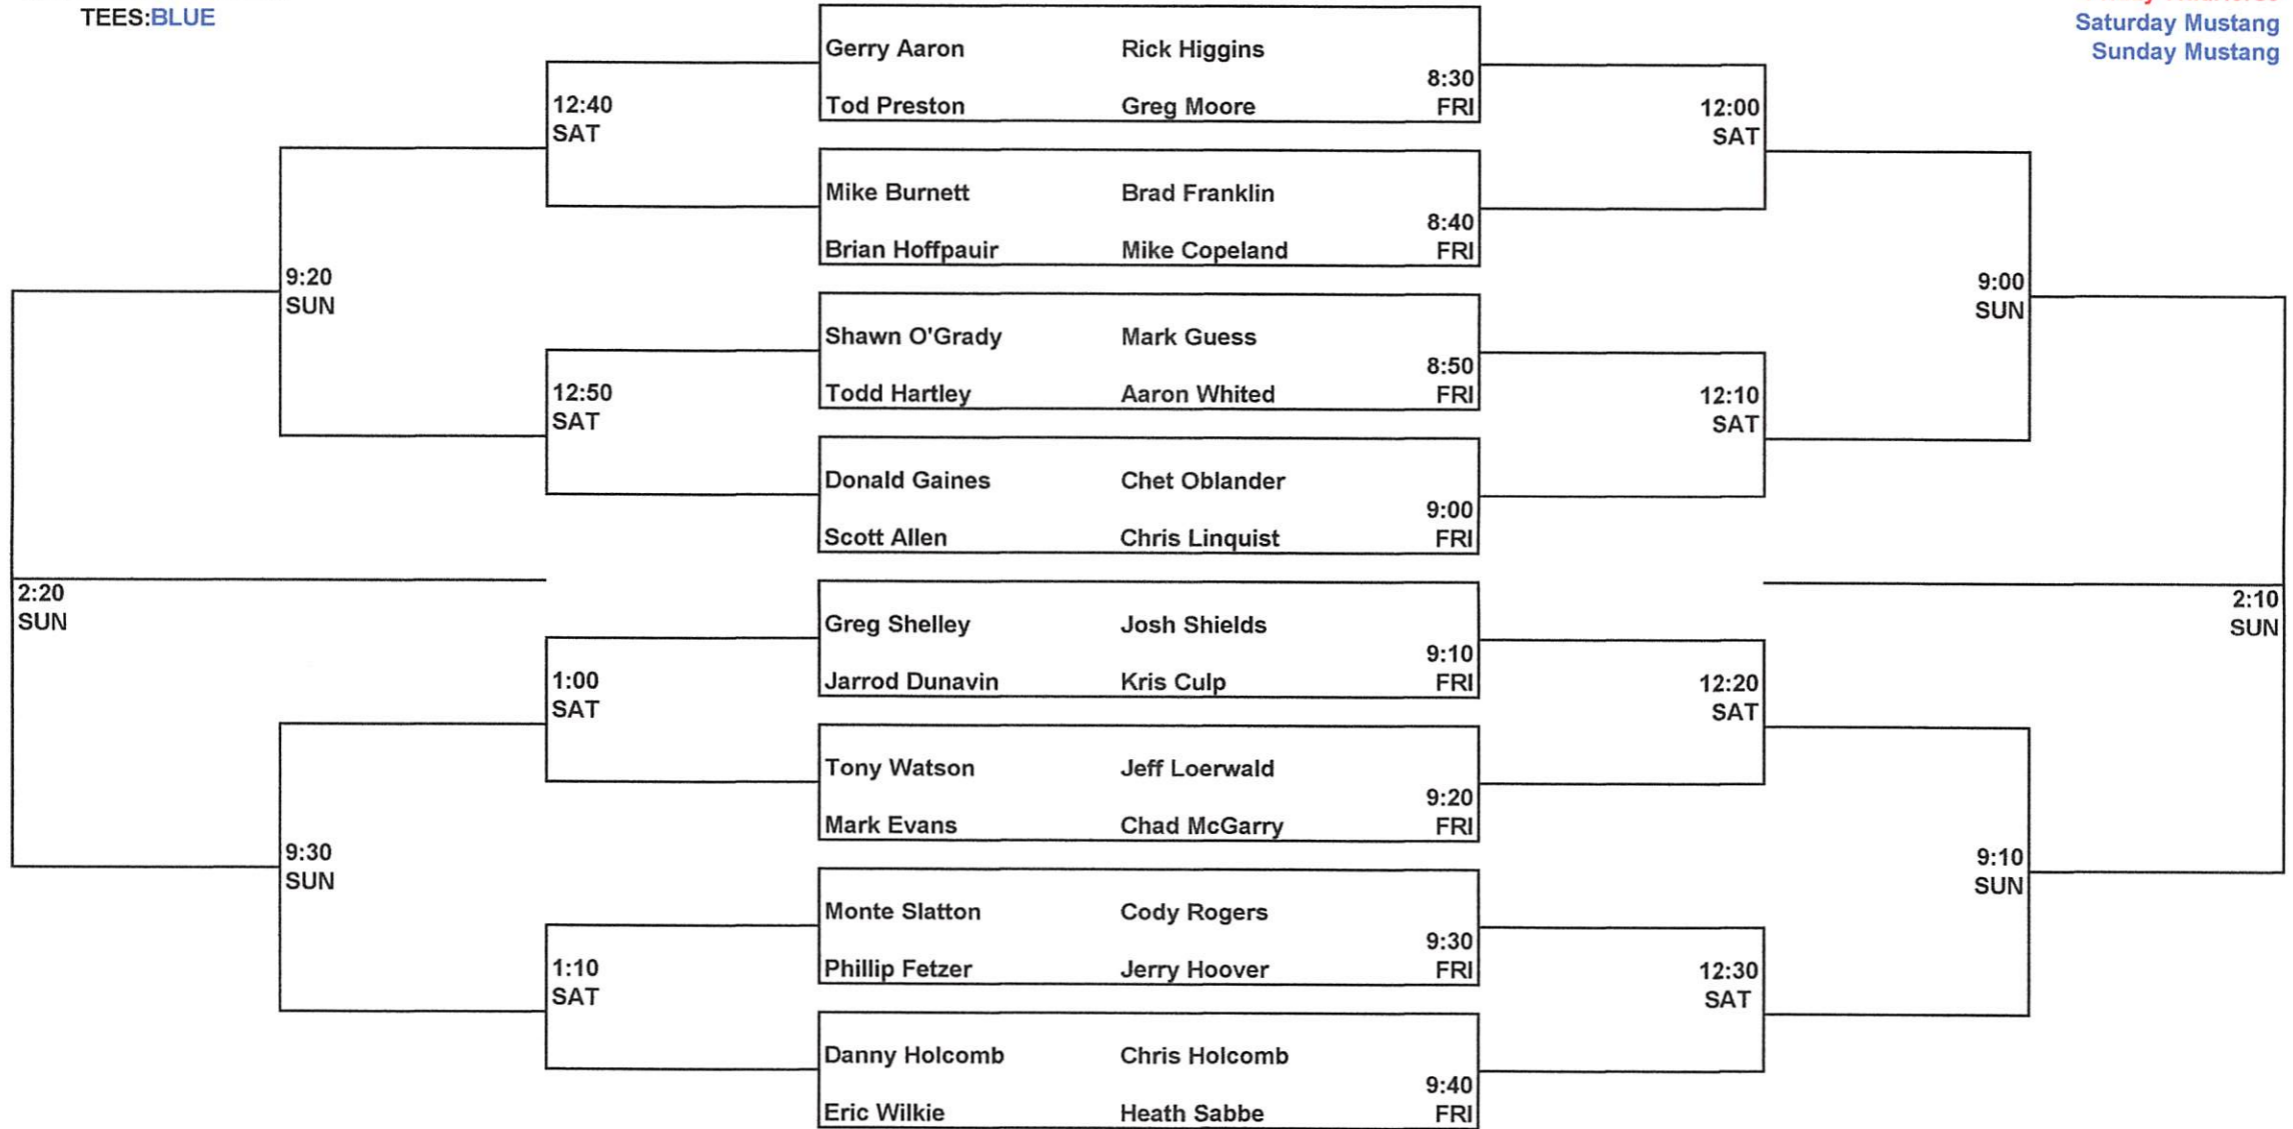 TEES:BLUE
Saturday Mustang
Sunday Mustang
Gerry Aaron Rick Higgins
8:30
Tod Preston Greg Moore FRI
12:40
SAT
12:00
SAT
Mike Burnett Brad Franklin
8:40
Brian Hoffpauir Mike Copeland FRI
9:20
SUN
9:00
SUN
Shawn O'Grady Mark Guess
8:50
Todd Hartley Aaron Whited FRI
12:50
SAT
12:10
SAT
Donald Gaines Chet Oblander
9:00
Scott Allen Chris Linquist FRI
2:20
SUN
2:10
SUN
Greg Shelley Josh Shields
9:10
Jarrod Dunavin Kris Culp FRI
1:00
SAT
12:20
SAT
Tony Watson Jeff Loerwald
9:20
Mark Evans Chad McGarry FRI
9:30
SUN
9:10
SUN
Monte Slatton Cody Rogers
9:30
Phillip Fetzer Jerry Hoover FRI
1:10
SAT
12:30
SAT
Danny Holcomb Chris Holcomb
9:40
Eric Wilkie Heath Sabbe FRI